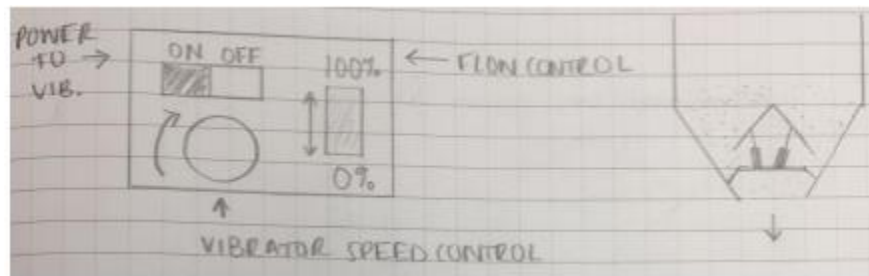 POWER
TO
VIB.
ON OFF
100%
FLOW CONTROL
0%
VIBRATOR SPEED CONTROL